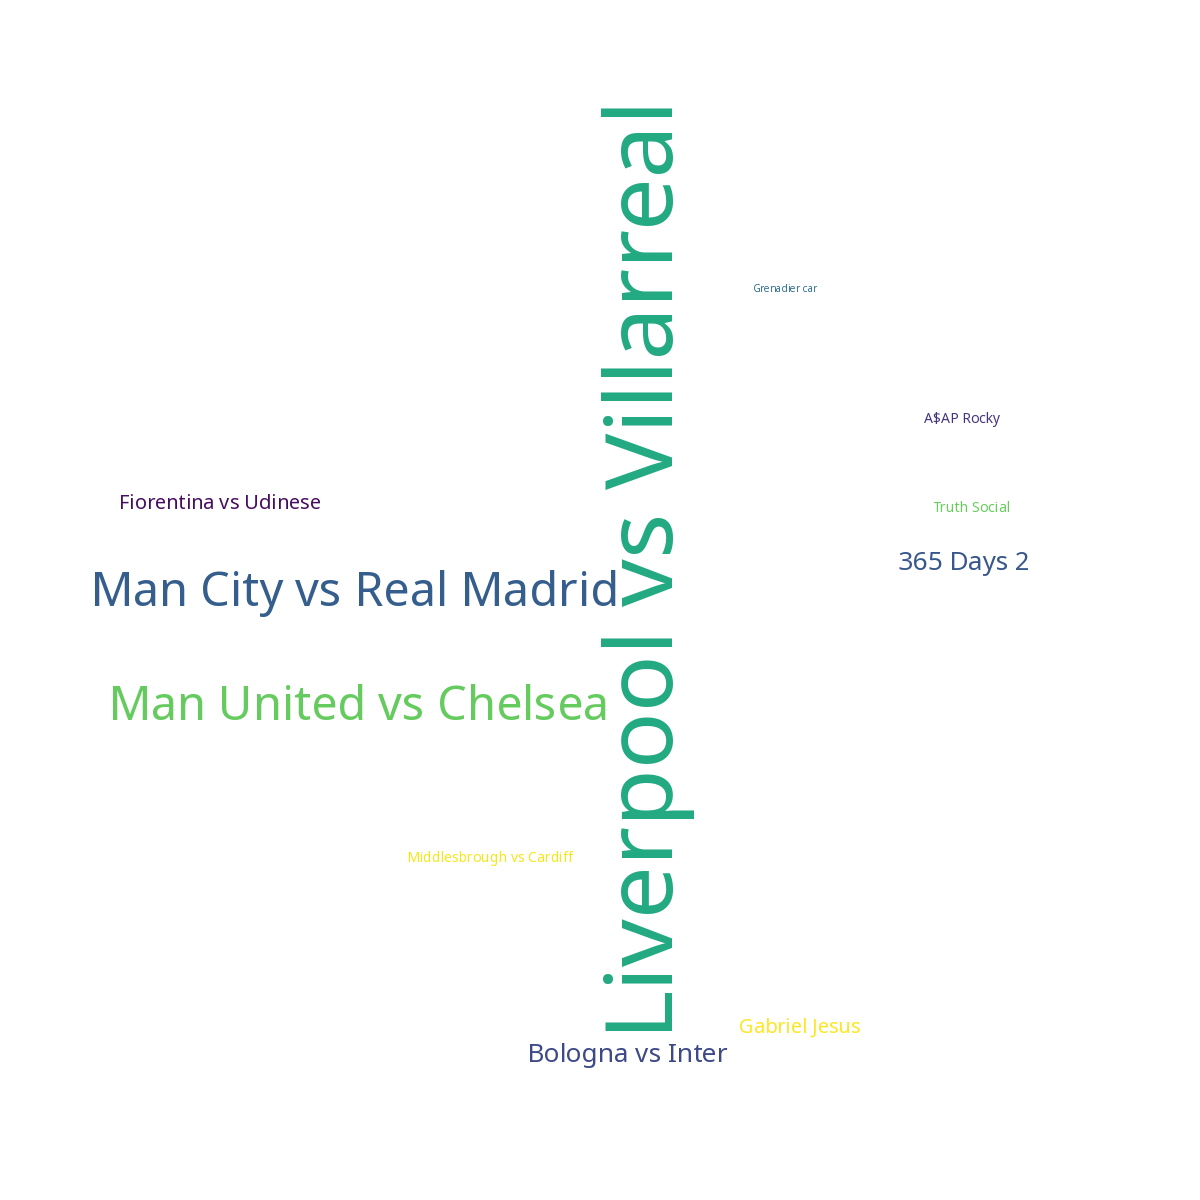 Liverpool vs Villarreal
Grenadier car
A$AP Rocky
Fiorentina vs Udinese
Truth Social
365 Days 2
Man City vs Real Madrid
Man United vs Chelsea
Middlesbrough vs Cardiff
Gabriel Jesus
Bologna vs Inter